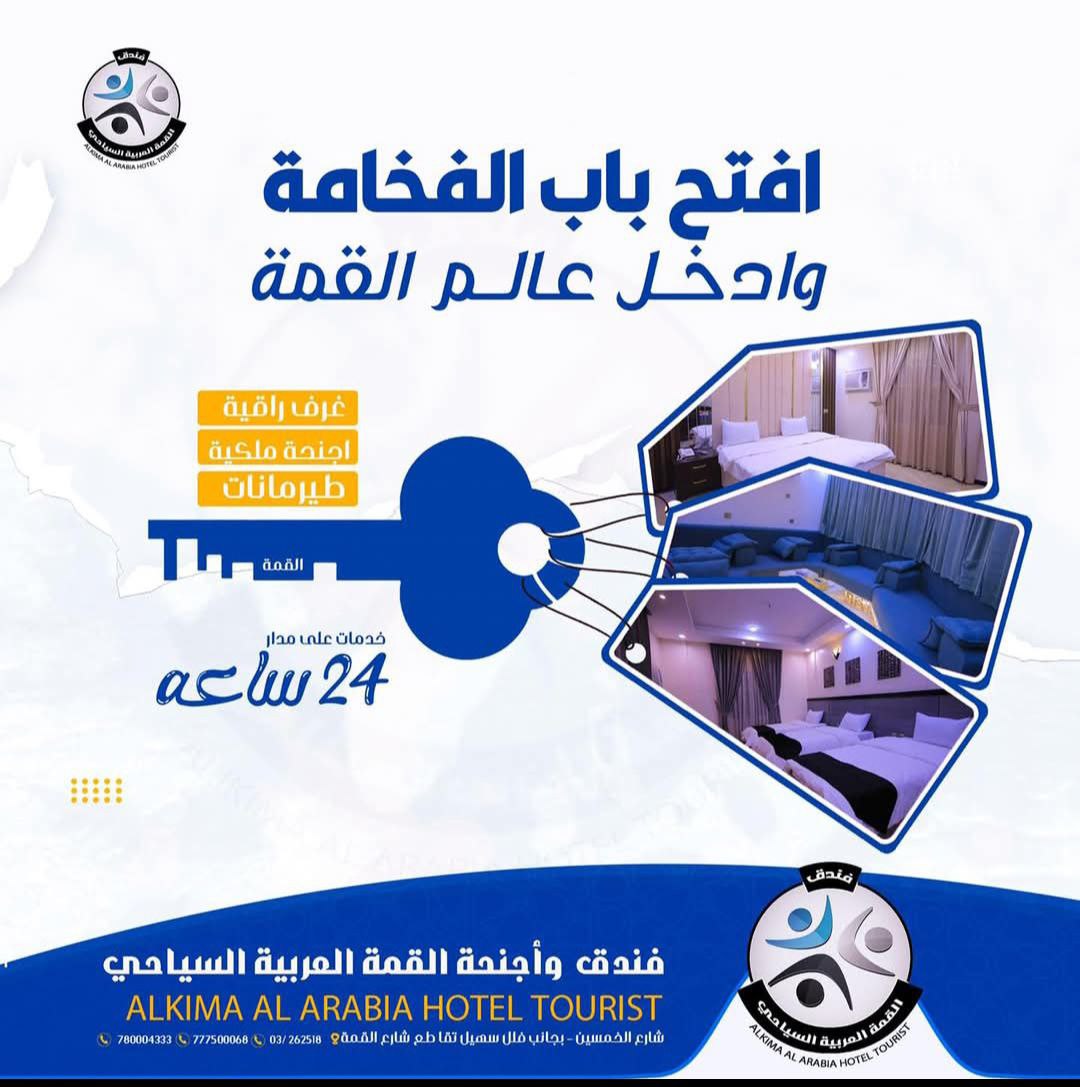 فندق
القمة العربية السياحي
ALKIMA AL ARABIA HOTEL TOURIST
افتح باب الفخامة
وادخل عالم القمة
غرف راقية
اجنحة ملكية
طيرمانات
القمة
خدمات على مدار
24 ساعه
فندق وأجنحة القمة العربية السياحي
ALKIMA AL ARABIA HOTEL TOURIST
شارع الخمسين - بجانب فلل سهيل تقاطع شارع القمة 03/ 262518 777500068 780004333
فندق
القمة العربية السياحي
ALKIMA AL ARABIA HOTEL TOURIST